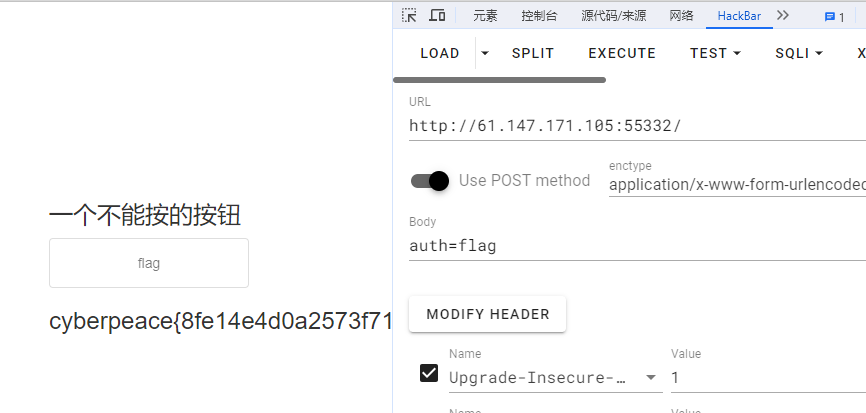 元素 控制台 源代码/来源 网络 HackBar 1
LOAD SPLIT EXECUTE TEST SQLI X
URL
http://61.147.171.105:55332/
Use POST method
enctype
application/x-www-form-urlencoded
Body
auth=flag
MODIFY HEADER
Name Value
Upgrade-Insecure-… 1
Name Value
一个不能按的按钮
flag
cyberpeace{8fe14e4d0a2573f71